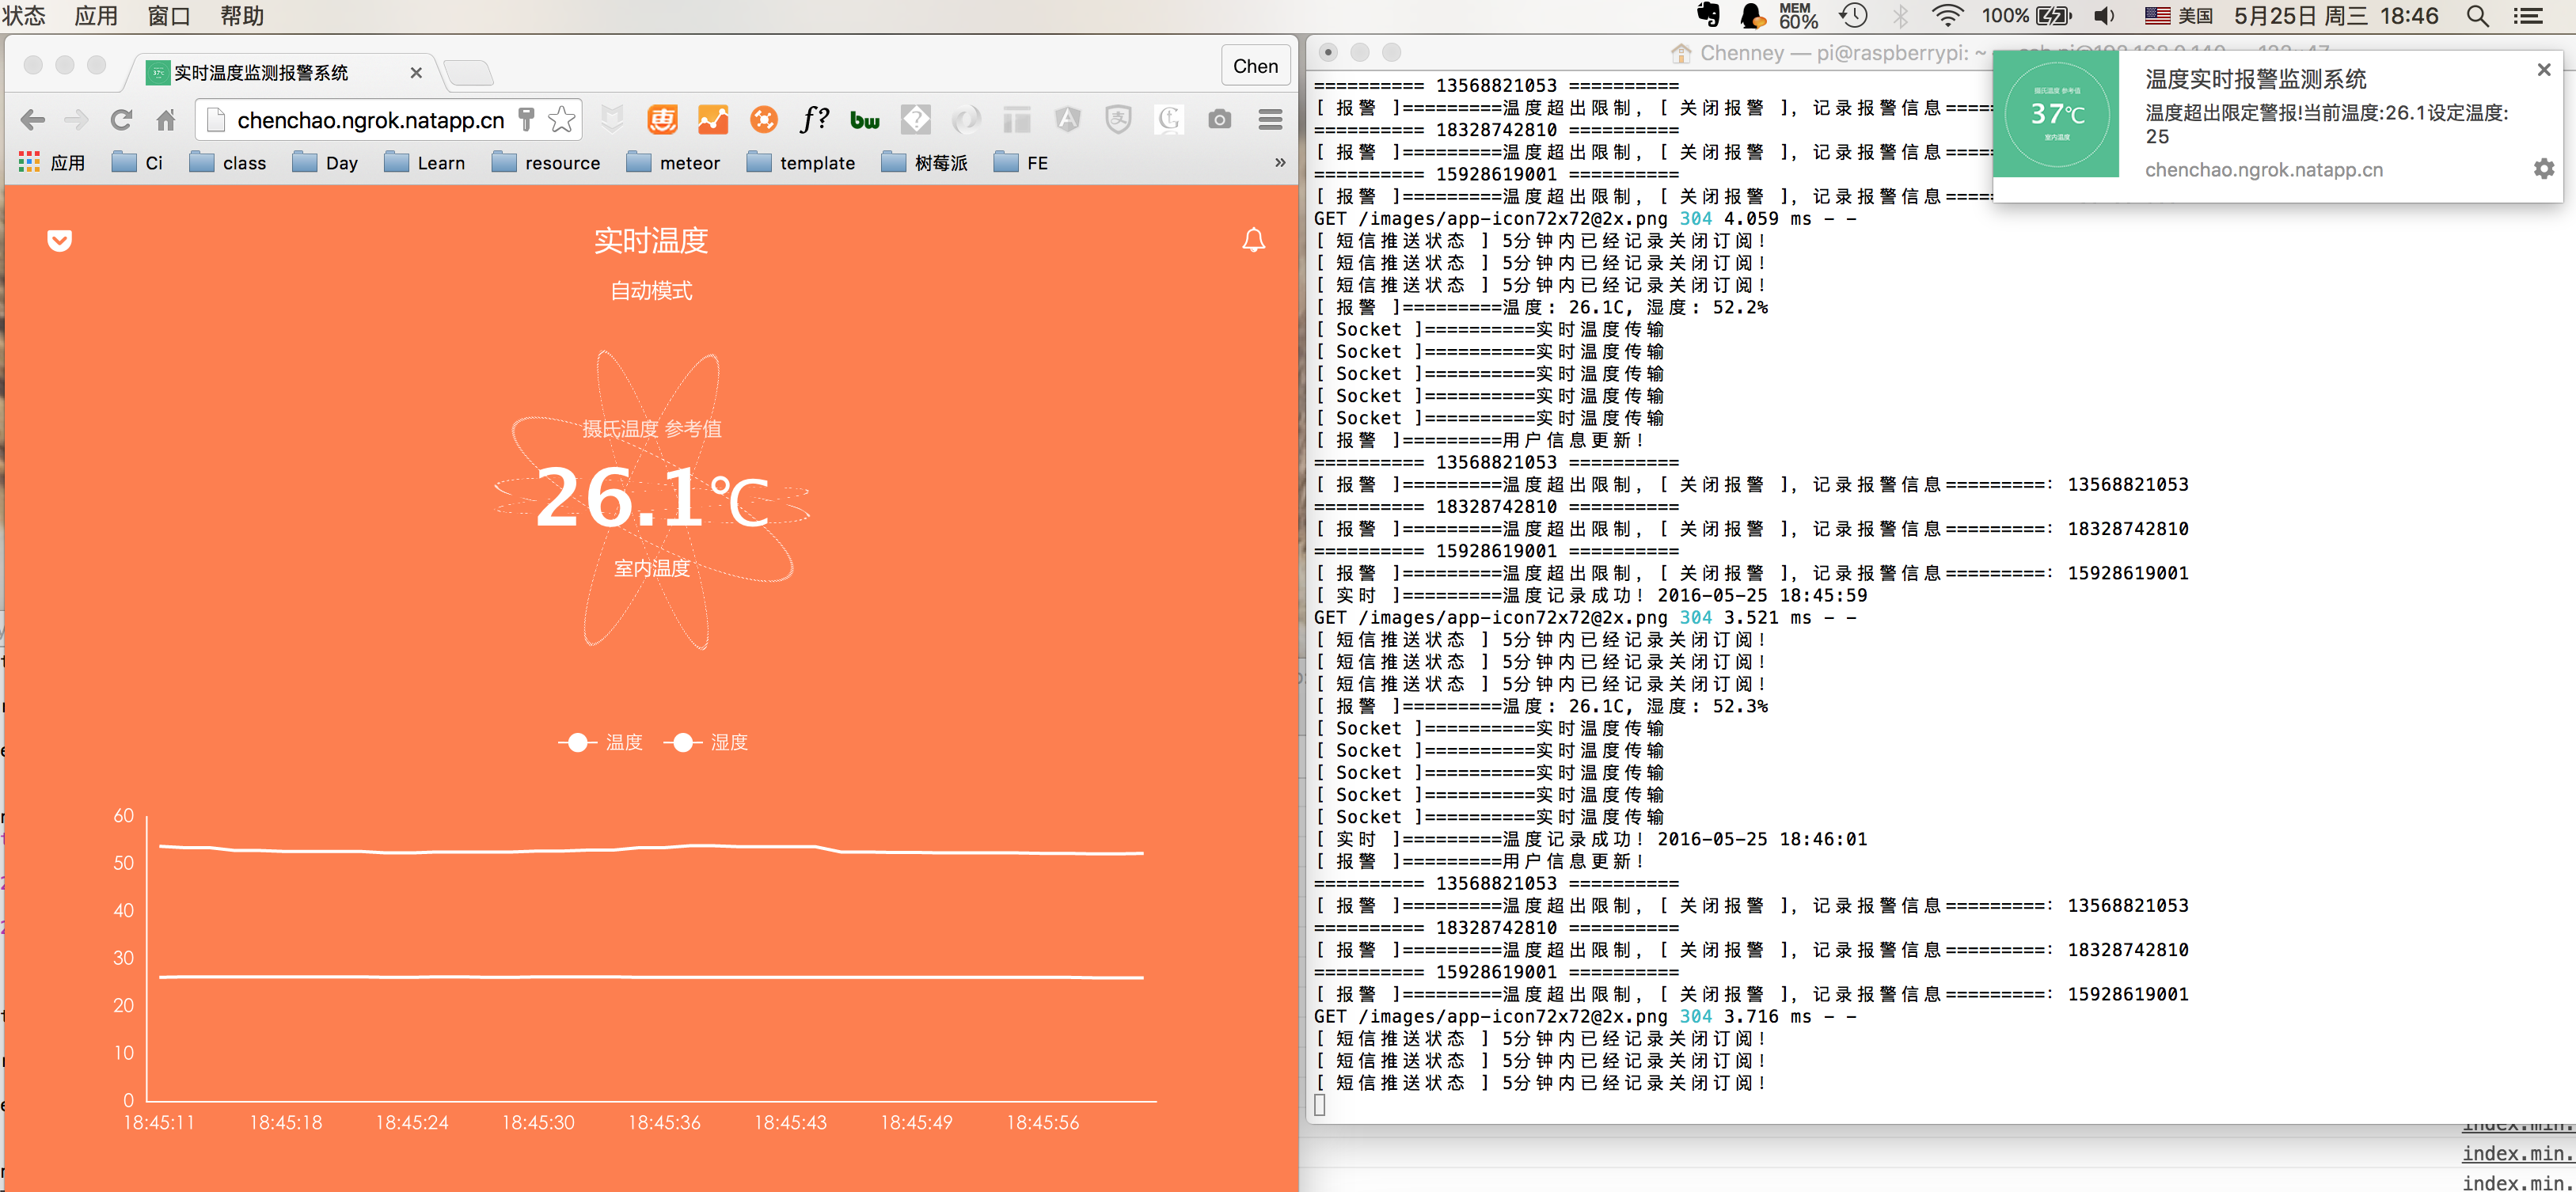 状态 应用 窗口 帮助
MEM 60% 100% 美国 5月25日 周三 18:46
实时温度监测报警系统
Chen
chenchao.ngrok.natapp.cn
f? bw
应用 Ci class Day Learn resource meteor template 树莓派 FE »
实时温度
自动模式
摄氏温度 参考值
26.1℃
室内温度
温度 湿度
60
50
40
30
20
10
0
18:45:11 18:45:18 18:45:24 18:45:30 18:45:36 18:45:43 18:45:49 18:45:56
Chenney — pi@raspberrypi: ~
========== 13568821053 ==========
[ 报警 ]=========温度超出限制, [ 关闭报警 ], 记录报警信息=====
========== 18328742810 ==========
[ 报警 ]=========温度超出限制, [ 关闭报警 ], 记录报警信息=====
========== 15928619001 ==========
[ 报警 ]=========温度超出限制, [ 关闭报警 ], 记录报警信息=====
GET /images/app-icon72x72@2x.png 304 4.059 ms - -
[ 短信推送状态 ] 5分钟内已经记录关闭订阅!
[ 短信推送状态 ] 5分钟内已经记录关闭订阅!
[ 短信推送状态 ] 5分钟内已经记录关闭订阅!
[ 报警 ]=========温度: 26.1C, 湿度: 52.2%
[ Socket ]==========实时温度传输
[ Socket ]==========实时温度传输
[ Socket ]==========实时温度传输
[ Socket ]==========实时温度传输
[ Socket ]==========实时温度传输
[ 报警 ]=========用户信息更新!
========== 13568821053 ==========
[ 报警 ]=========温度超出限制, [ 关闭报警 ], 记录报警信息=========: 13568821053
========== 18328742810 ==========
[ 报警 ]=========温度超出限制, [ 关闭报警 ], 记录报警信息=========: 18328742810
========== 15928619001 ==========
[ 报警 ]=========温度超出限制, [ 关闭报警 ], 记录报警信息=========: 15928619001
[ 实时 ]=========温度记录成功! 2016-05-25 18:45:59
GET /images/app-icon72x72@2x.png 304 3.521 ms - -
[ 短信推送状态 ] 5分钟内已经记录关闭订阅!
[ 短信推送状态 ] 5分钟内已经记录关闭订阅!
[ 短信推送状态 ] 5分钟内已经记录关闭订阅!
[ 报警 ]=========温度: 26.1C, 湿度: 52.3%
[ Socket ]==========实时温度传输
[ Socket ]==========实时温度传输
[ Socket ]==========实时温度传输
[ Socket ]==========实时温度传输
[ Socket ]==========实时温度传输
[ 实时 ]=========温度记录成功! 2016-05-25 18:46:01
[ 报警 ]=========用户信息更新!
========== 13568821053 ==========
[ 报警 ]=========温度超出限制, [ 关闭报警 ], 记录报警信息=========: 13568821053
========== 18328742810 ==========
[ 报警 ]=========温度超出限制, [ 关闭报警 ], 记录报警信息=========: 18328742810
========== 15928619001 ==========
[ 报警 ]=========温度超出限制, [ 关闭报警 ], 记录报警信息=========: 15928619001
GET /images/app-icon72x72@2x.png 304 3.716 ms - -
[ 短信推送状态 ] 5分钟内已经记录关闭订阅!
[ 短信推送状态 ] 5分钟内已经记录关闭订阅!
[ 短信推送状态 ] 5分钟内已经记录关闭订阅!
摄氏温度 参考值
37℃
室内温度
温度实时报警监测系统
温度超出限定警报!当前温度:26.1设定温度:
25
chenchao.ngrok.natapp.cn
index.min.
index.min.
index.min.